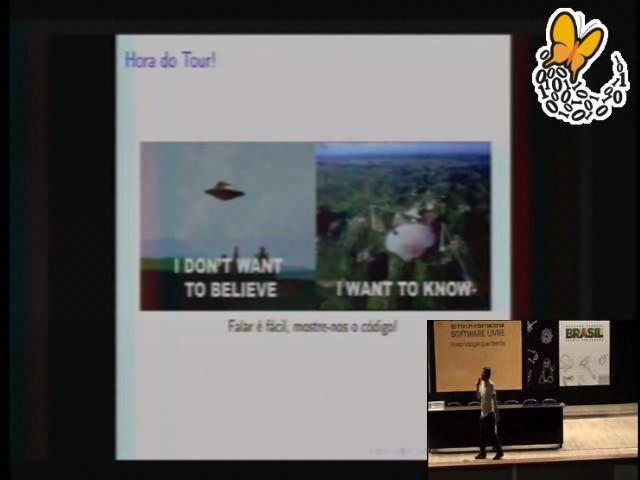 Hora do Tour!
I DON'T WANT
TO BELIEVE
I WANT TO KNOW
Falar é fácil, mostre-nos o código!
SOFTWARE LIVRE
BRASIL